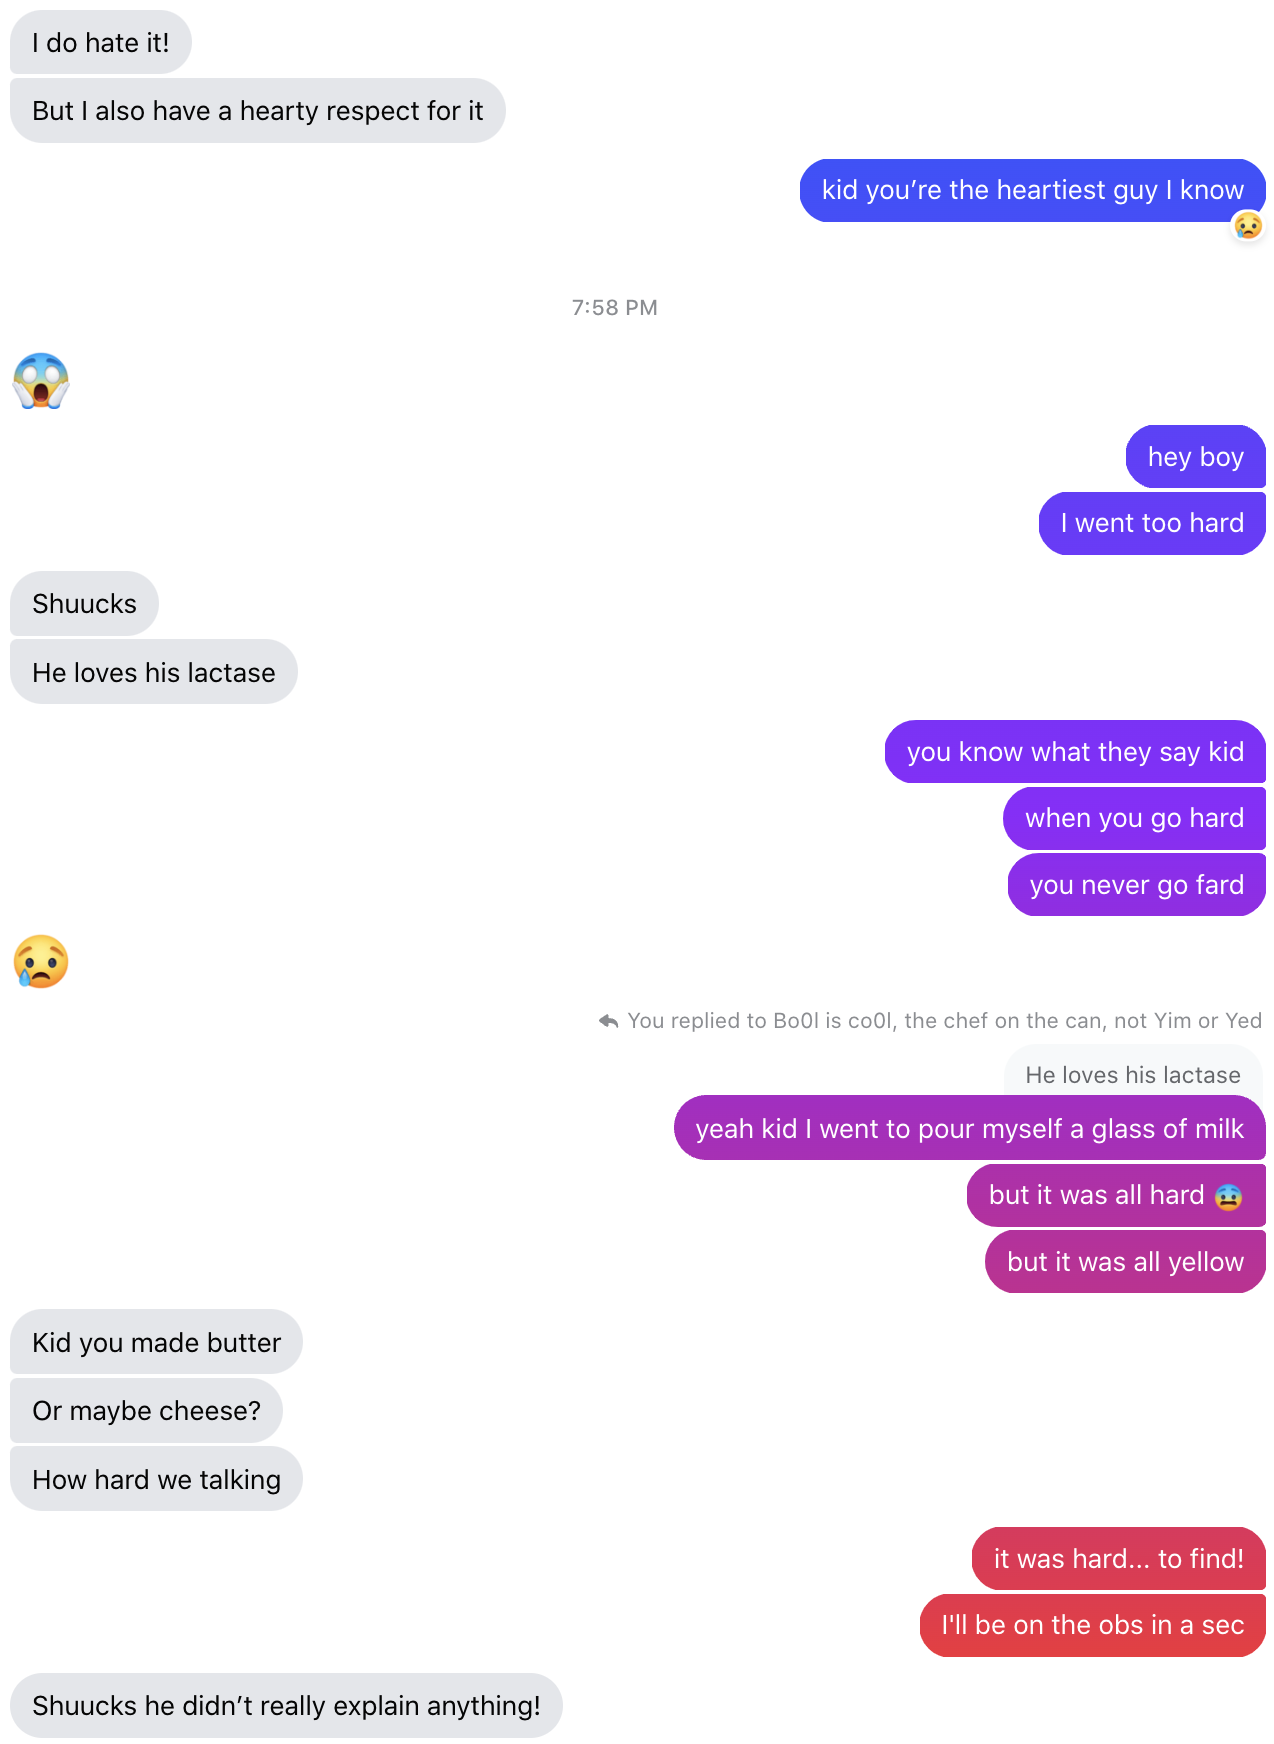 I do hate it!
But I also have a hearty respect for it
kid you’re the heartiest guy I know
😢
7:58 PM
😱
hey boy
I went too hard
Shuucks
He loves his lactase
you know what they say kid
when you go hard
you never go fard
😢
You replied to Bo0l is co0l, the chef on the can, not Yim or Yed
He loves his lactase
yeah kid I went to pour myself a glass of milk
but it was all hard 😨
but it was all yellow
Kid you made butter
Or maybe cheese?
How hard we talking
it was hard... to find!
I'll be on the obs in a sec
Shuucks he didn’t really explain anything!